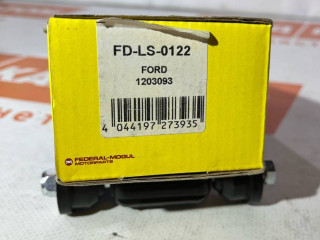 FD-LS-0122
FORD
1203093
4 044197 273935
FEDERAL-MOGUL
MOTORPARTS